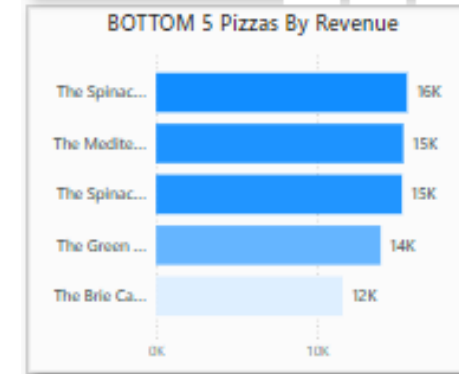 BOTTOM 5 Pizzas By Revenue
The Spinac... 16K
The Medite... 15K
The Spinac... 15K
The Green ... 14K
The Brie Ca... 12K
0K 10K